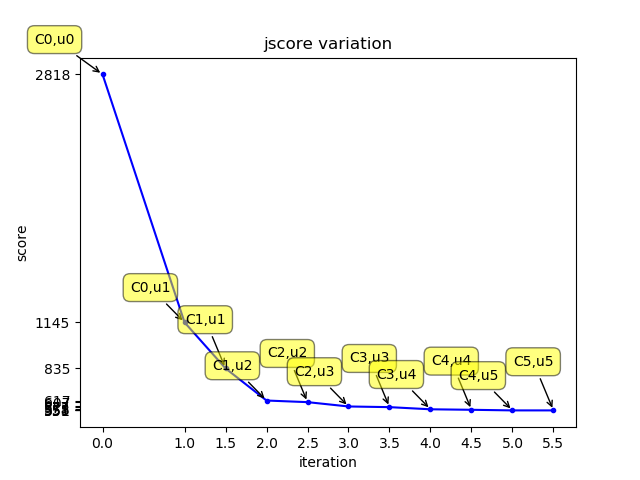 jscore variation
C0,u0
C0,u1
C1,u1
C1,u2
C2,u2
C2,u3
C3,u3
C3,u4
C4,u4
C4,u5
C5,u5
score
2818
1145
835
617
0.0 1.0 1.5 2.0 2.5 3.0 3.5 4.0 4.5 5.0 5.5
iteration